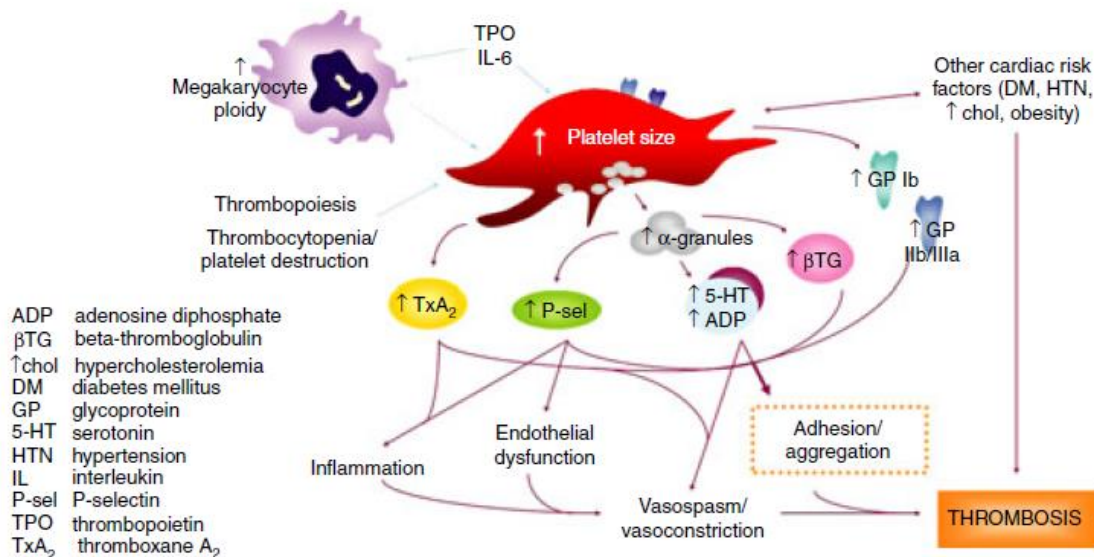 TPO
IL-6
↑
Megakaryocyte
ploidy
Other cardiac risk
factors (DM, HTN,
↑ chol, obesity)
↑ Platelet size
↑ GP Ib
↑ GP
IIb/IIIa
Thrombopoiesis
Thrombocytopenia/
platelet destruction
↑ α-granules
↑ βTG
↑ TxA₂
↑ P-sel
↑ 5-HT
↑ ADP
ADP adenosine diphosphate
βTG beta-thromboglobulin
↑chol hypercholesterolemia
DM diabetes mellitus
GP glycoprotein
5-HT serotonin
HTN hypertension
IL interleukin
P-sel P-selectin
TPO thrombopoietin
TxA₂ thromboxane A₂
Inflammation
Endothelial
dysfunction
Adhesion/
aggregation
Vasospasm/
vasoconstriction
THROMBOSIS